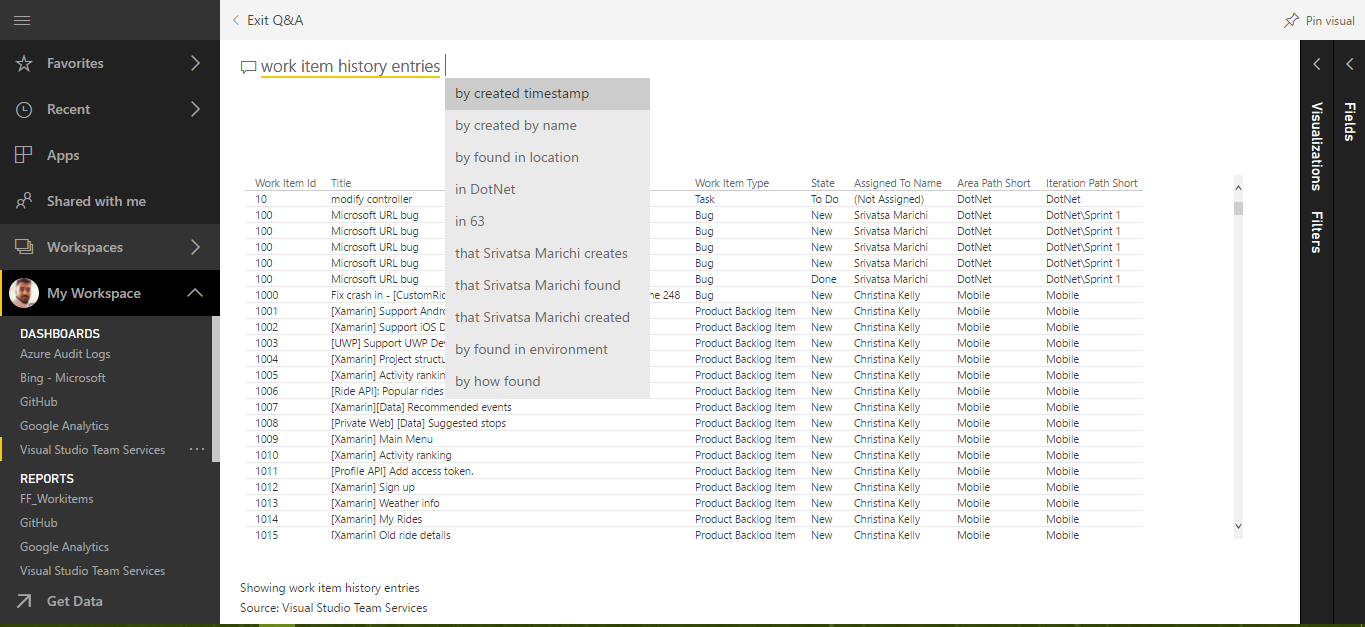 Exit Q&A
Pin visual
Favorites
Recent
Apps
Shared with me
Workspaces
My Workspace
DASHBOARDS
Azure Audit Logs
Bing - Microsoft
GitHub
Google Analytics
Visual Studio Team Services ...
REPORTS
FF_Workitems
GitHub
Google Analytics
Visual Studio Team Services
Get Data
work item history entries
by created timestamp
by created by name
by found in location
in DotNet
in 63
that Srivatsa Marichi creates
that Srivatsa Marichi found
that Srivatsa Marichi created
by found in environment
by how found
Work Item Id Title Work Item Type State Assigned To Name Area Path Short Iteration Path Short
10 modify controller Task To Do (Not Assigned) DotNet DotNet
100 Microsoft URL bug Bug New Srivatsa Marichi DotNet DotNet\Sprint 1
100 Microsoft URL bug Bug New Srivatsa Marichi DotNet DotNet\Sprint 1
100 Microsoft URL bug Bug New Srivatsa Marichi DotNet DotNet\Sprint 1
100 Microsoft URL bug Bug New Srivatsa Marichi DotNet DotNet\Sprint 1
100 Microsoft URL bug Bug Done Srivatsa Marichi DotNet DotNet\Sprint 1
1000 Fix crash in - [CustomRi 248 Bug New Christina Kelly Mobile Mobile
1001 [Xamarin] Support Andr Product Backlog Item New Christina Kelly Mobile Mobile
1002 [Xamarin] Support iOS D Product Backlog Item New Christina Kelly Mobile Mobile
1003 [UWP] Support UWP De Product Backlog Item New Christina Kelly Mobile Mobile
1004 [Xamarin] Project structu Product Backlog Item New Christina Kelly Mobile Mobile
1005 [Xamarin] Activity rankin Product Backlog Item New Christina Kelly Mobile Mobile
1006 [Ride API]: Popular rides Product Backlog Item New Christina Kelly Mobile Mobile
1007 [Xamarin][Data] Recommended events Product Backlog Item New Christina Kelly Mobile Mobile
1008 [Private Web] [Data] Suggested stops Product Backlog Item New Christina Kelly Mobile Mobile
1009 [Xamarin] Main Menu Product Backlog Item New Christina Kelly Mobile Mobile
1010 [Xamarin] Activity ranking Product Backlog Item New Christina Kelly Mobile Mobile
1011 [Profile API] Add access token. Product Backlog Item New Christina Kelly Mobile Mobile
1012 [Xamarin] Sign up Product Backlog Item New Christina Kelly Mobile Mobile
1013 [Xamarin] Weather info Product Backlog Item New Christina Kelly Mobile Mobile
1014 [Xamarin] My Rides Product Backlog Item New Christina Kelly Mobile Mobile
1015 [Xamarin] Old ride details Product Backlog Item New Christina Kelly Mobile Mobile
Showing work item history entries
Source: Visual Studio Team Services
Visualizations
Filters
Fields